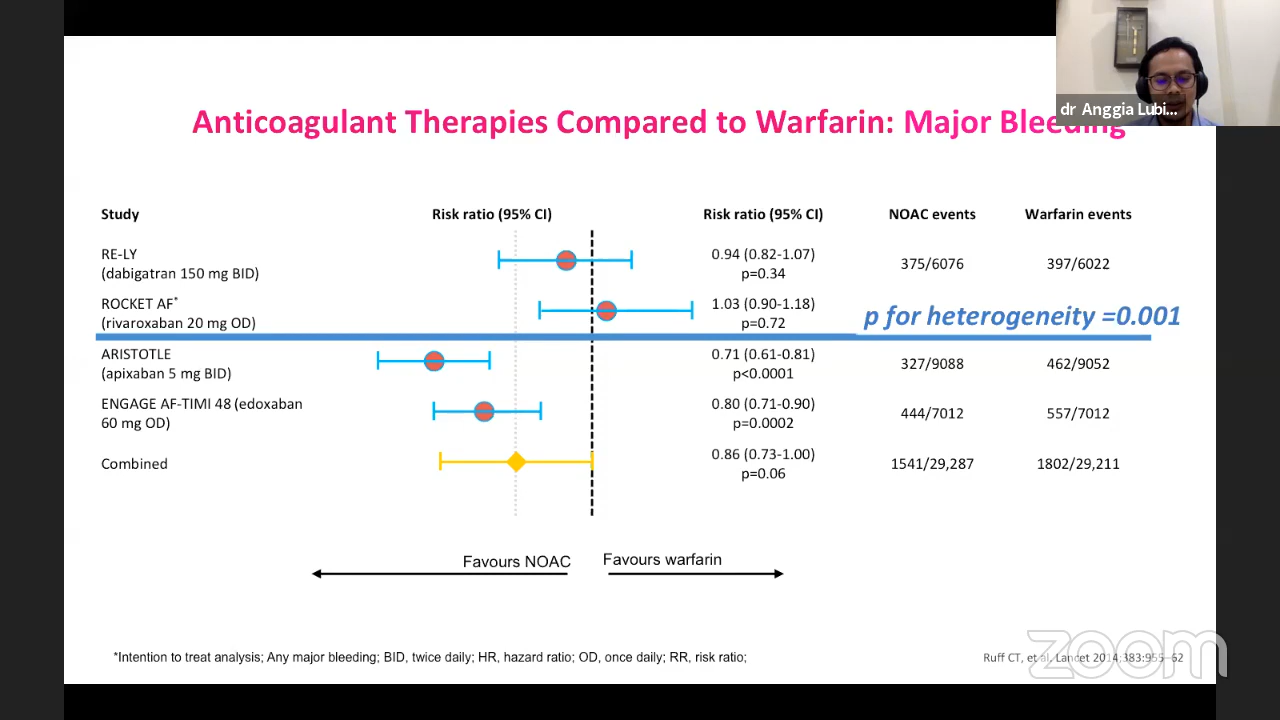 dr Anggia Lubi...
Anticoagulant Therapies Compared to Warfarin: Major Bleeding
Study Risk ratio (95% CI) Risk ratio (95% CI) NOAC events Warfarin events
RE-LY
(dabigatran 150 mg BID)
0.94 (0.82-1.07)
p=0.34
375/6076 397/6022
ROCKET AF*
(rivaroxaban 20 mg OD)
1.03 (0.90-1.18)
p=0.72
p for heterogeneity =0.001
ARISTOTLE
(apixaban 5 mg BID)
0.71 (0.61-0.81)
p<0.0001
327/9088 462/9052
ENGAGE AF-TIMI 48 (edoxaban
60 mg OD)
0.80 (0.71-0.90)
p=0.0002
444/7012 557/7012
Combined
0.86 (0.73-1.00)
p=0.06
1541/29,287 1802/29,211
Favours NOAC Favours warfarin
*Intention to treat analysis; Any major bleeding; BID, twice daily; HR, hazard ratio; OD, once daily; RR, risk ratio;
Ruff CT, et al. Lancet 2014;383:955–62
zoom